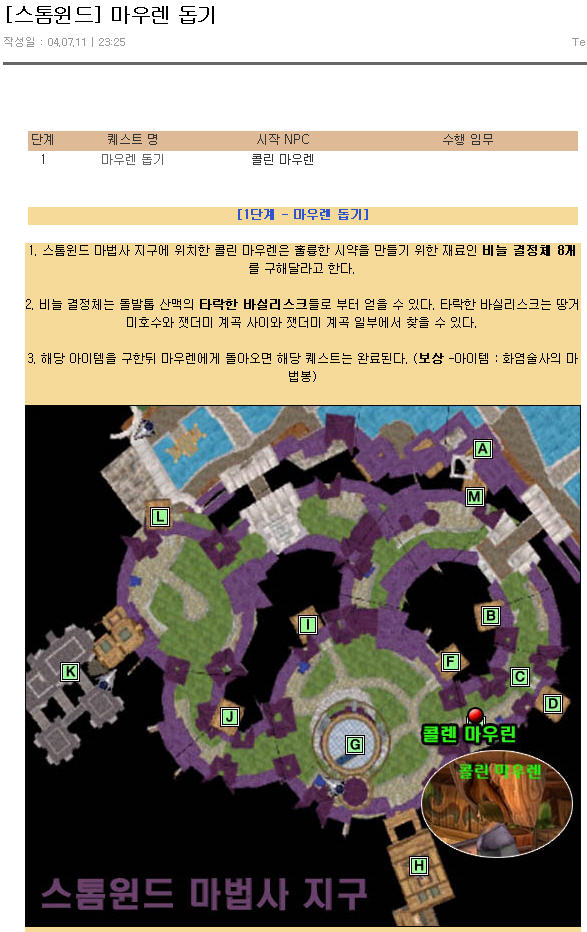 [스톰윈드] 마우렌 돕기
작성일 : 04.07.11 | 23:25
Te
단계 퀘스트 명 시작 NPC 수행 임무
1 마우렌 돕기 콜린 마우렌
[1단계 - 마우렌 돕기]
1. 스톰윈드 마법사 지구에 위치한 콜린 마우렌은 훌륭한 시약을 만들기 위한 재료인 비늘 결정체 8개
를 구해달라고 한다.
2. 비늘 결정체는 돌발톱 산맥의 타락한 바실리스크들로 부터 얻을 수 있다. 타락한 바실리스크는 땅거
미호수와 잿더미 계곡 사이와 잿더미 계곡 일부에서 찾을 수 있다.
3. 해당 아이템을 구한뒤 마우렌에게 돌아오면 해당 퀘스트는 완료된다. (보상 -아이템 : 화염술사의 마
법봉)
A
M
L
B
I
F
C
K
D
J
콜렌 마우린
G
콜린 마우렌
H
스톰윈드 마법사 지구